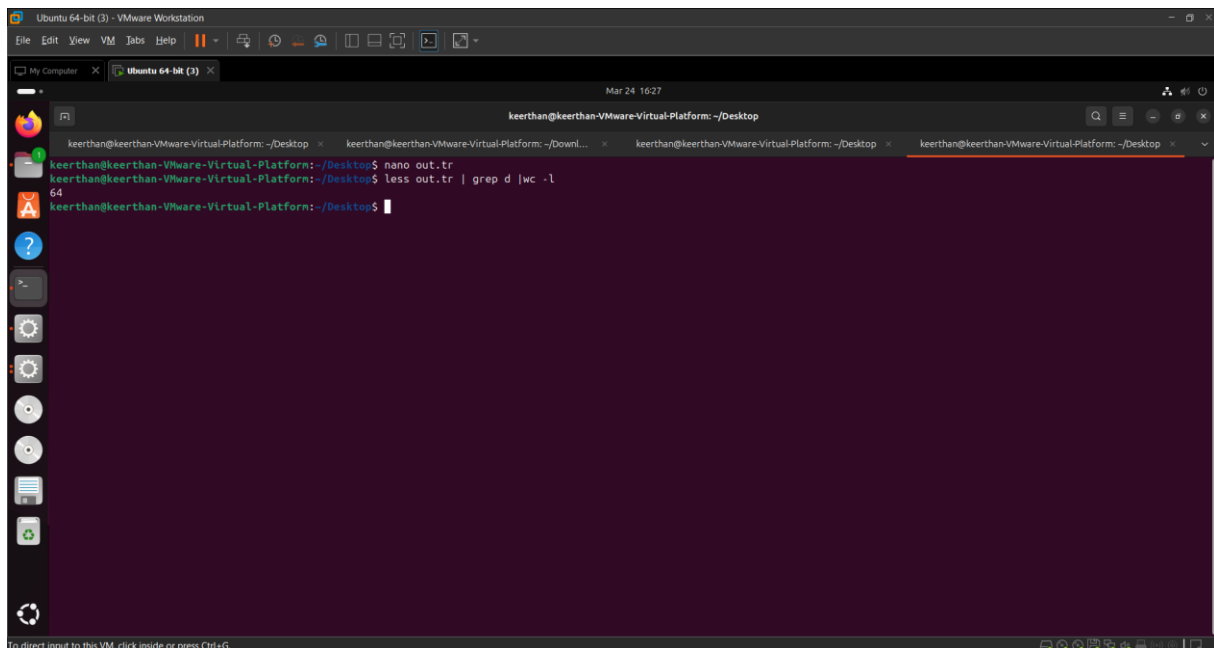 Ubuntu 64-bit (3) - VMware Workstation
File Edit View VM Tabs Help
My Computer Ubuntu 64-bit (3)
Mar 24 16:27
keerthan@keerthan-VMware-Virtual-Platform: ~/Desktop
keerthan@keerthan-VMware-Virtual-Platform: ~/Desktop keerthan@keerthan-VMware-Virtual-Platform: ~/Downl... keerthan@keerthan-VMware-Virtual-Platform: ~/Desktop keerthan@keerthan-VMware-Virtual-Platform: ~/Desktop
keerthan@keerthan-VMware-Virtual-Platform:~/Desktop$ nano out.tr
keerthan@keerthan-VMware-Virtual-Platform:~/Desktop$ less out.tr | grep d |wc -l
64
keerthan@keerthan-VMware-Virtual-Platform:~/Desktop$
1
To direct input to this VM, click inside or press Ctrl+G.